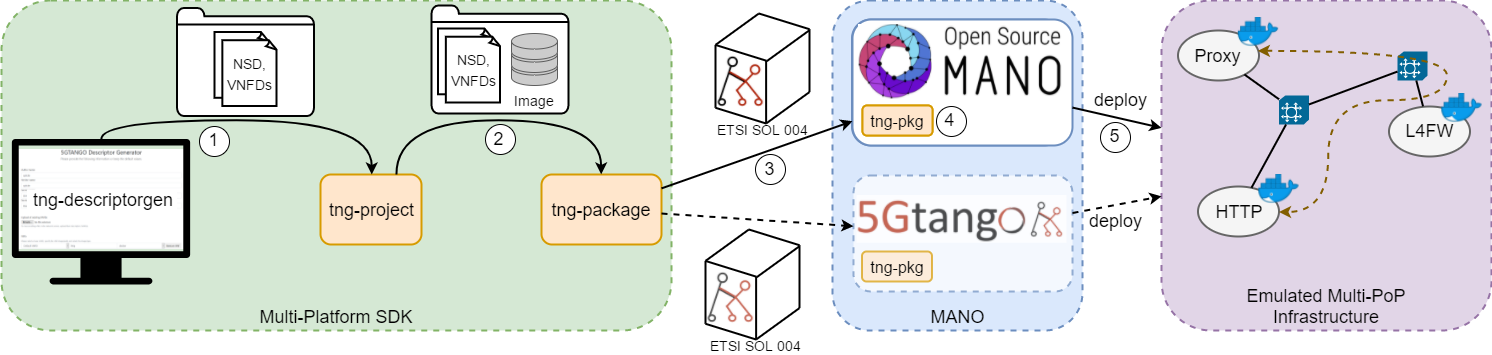 NSD,
VNFDs
NSD,
VNFDs
Image
1
2
5GTANGO Descriptor Generator
tng-descriptorgen
tng-project
tng-package
Multi-Platform SDK
ETSI SOL 004
3
ETSI SOL 004
Open Source
MANO
tng-pkg
4
5Gtango
tng-pkg
MANO
deploy
5
deploy
Proxy
L4FW
HTTP
Emulated Multi-PoP
Infrastructure